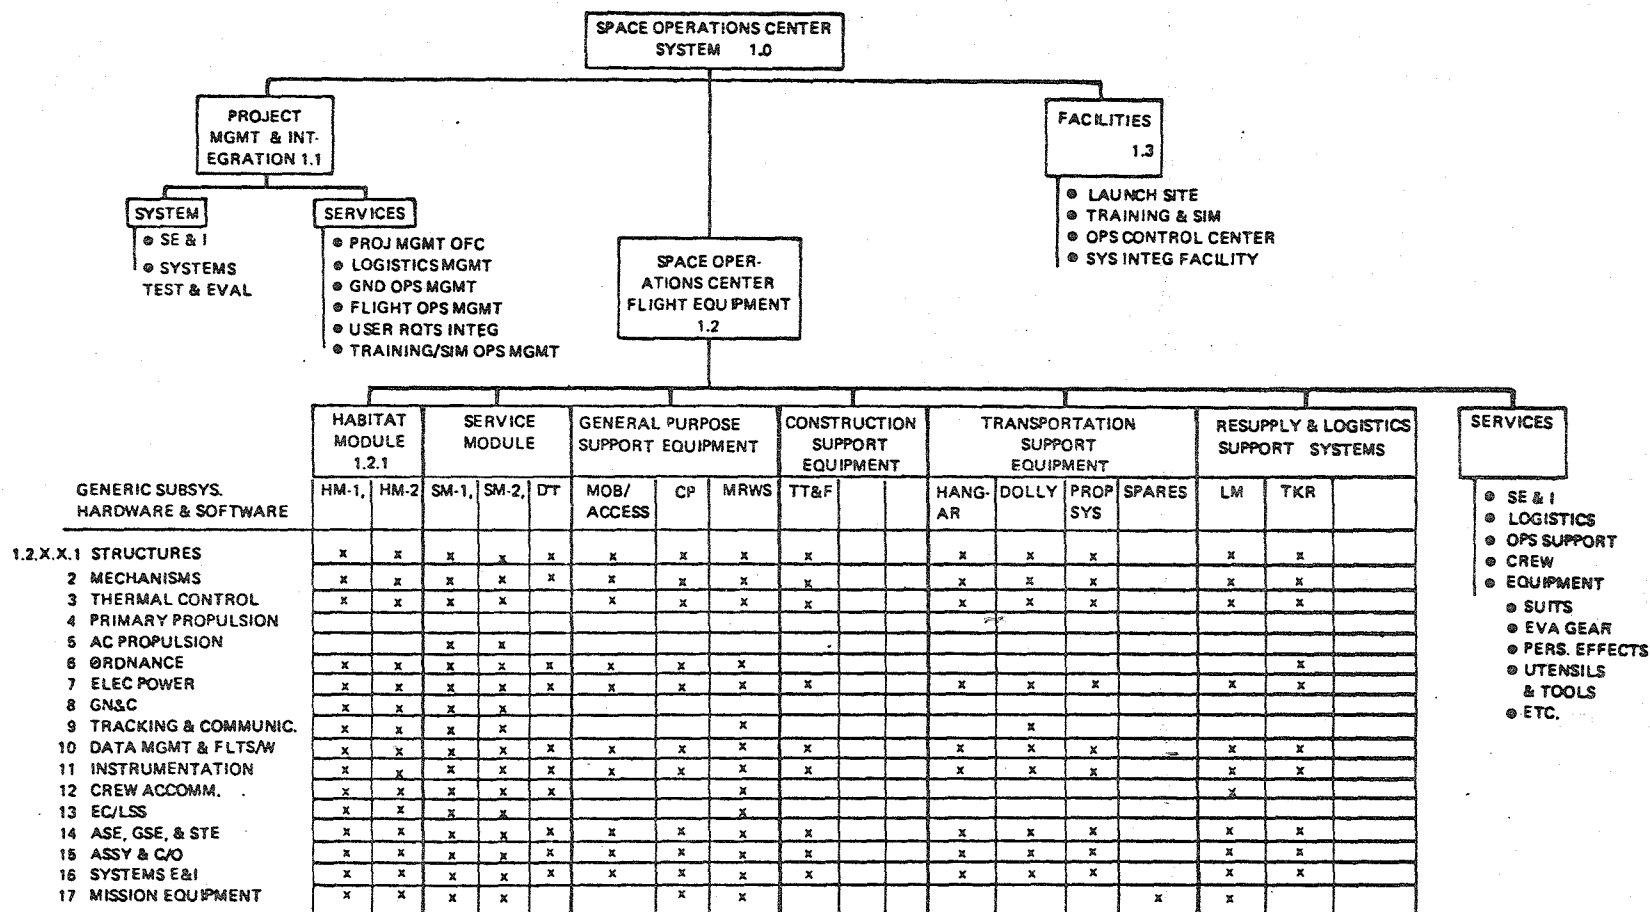 SPACE OPERATIONS CENTER
SYSTEM 1.0
PROJECT
MGMT & INT-
EGRATION 1.1
FACILITIES
1.3
SYSTEM
● SE & I
● SYSTEMS
TEST & EVAL
SERVICES
● PROJ MGMT OFC
● LOGISTICS MGMT
● GND OPS MGMT
● FLIGHT OPS MGMT
● USER RQTS INTEG
● TRAINING/SIM OPS MGMT
SPACE OPER-
ATIONS CENTER
FLIGHT EQUIPMENT
1.2
● LAUNCH SITE
● TRAINING & SIM
● OPS CONTROL CENTER
● SYS INTEG FACILITY
HABITAT
MODULE
1.2.1
SERVICE
MODULE
GENERAL PURPOSE
SUPPORT EQUIPMENT
CONSTRUCTION
SUPPORT
EQUIPMENT
TRANSPORTATION
SUPPORT
EQUIPMENT
RESUPPLY & LOGISTICS
SUPPORT SYSTEMS
SERVICES
GENERIC SUBSYS.
HARDWARE & SOFTWARE
HM-1, HM-2 SM-1, SM-2, DT MOB/
ACCESS CP MRWS TT&F HANG-
AR DOLLY PROP
SYS SPARES LM TKR
1.2.X.X.1 STRUCTURES x x x x x x x x x x x x x x
2 MECHANISMS x x x x x x x x x x x x x x
3 THERMAL CONTROL x x x x x x x x x x x x x
4 PRIMARY PROPULSION
5 AC PROPULSION x x
6 ORDNANCE x x x x x x x x x
7 ELEC POWER x x x x x x x x x x x x x x
8 GN&C x x x x
9 TRACKING & COMMUNIC. x x x x x x
10 DATA MGMT & FLTS/W x x x x x x x x x x x x x x
11 INSTRUMENTATION x x x x x x x x x x x x x x
12 CREW ACCOMM. x x x x x x x
13 EC/LSS x x x x x
14 ASE, GSE, & STE x x x x x x x x x x x x x x
15 ASSY & C/O x x x x x x x x x x x x x x
16 SYSTEMS E&I x x x x x x x x x x x x x x
17 MISSION EQUIPMENT x x x x x x x x
● SE & I
● LOGISTICS
● OPS SUPPORT
● CREW
● EQUIPMENT
● SUITS
● EVA GEAR
● PERS. EFFECTS
● UTENSILS
& TOOLS
● ETC.